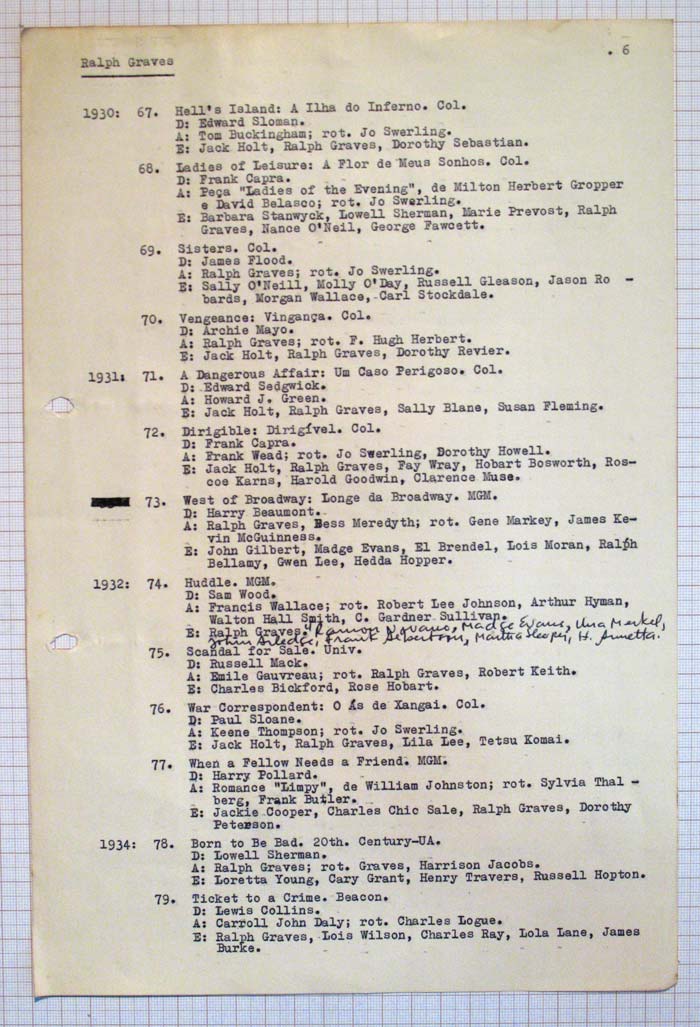 Ralph Graves
. 6
1930: 67. Hell's Island: A Ilha do Inferno. Col.
D: Edward Sloman.
A: Tom Buckingham; rot. Jo Swerling.
E: Jack Holt, Ralph Graves, Dorothy Sebastian.
68. Ladies of Leisure: A Flor de Meus Sonhos. Col.
D: Frank Capra.
A: Peça "Ladies of the Evening", de Milton Herbert Gropper
e David Belasco; rot. Jo Swerling.
E: Barbara Stanwyck, Lowell Sherman, Marie Prevost, Ralph
Graves, Nance O'Neil, George Fawcett.
69. Sisters. Col.
D: James Flood.
A: Ralph Graves; rot. Jo Swerling.
E: Sally O'Neill, Molly O'Day, Russell Gleason, Jason Ro -
bards, Morgan Wallace, Carl Stockdale.
70. Vengeance: Vingança. Col.
D: Archie Mayo.
A: Ralph Graves; rot. F. Hugh Herbert.
E: Jack Holt, Ralph Graves, Dorothy Revier.
1931: 71. A Dangerous Affair: Um Caso Perigoso. Col.
D: Edward Sedgwick.
A: Howard J. Green.
E: Jack Holt, Ralph Graves, Sally Blane, Susan Fleming.
72. Dirigible: Dirigível. Col.
D: Frank Capra.
A: Frank Wead; rot. Jo Swerling, Dorothy Howell.
E: Jack Holt, Ralph Graves, Fay Wray, Hobart Bosworth, Ros-
coe Karns, Harold Goodwin, Clarence Muse.
73. West of Broadway: Longe da Broadway. MGM.
D: Harry Beaumont.
A: Ralph Graves, Bess Meredyth; rot. Gene Markey, James Ke-
vin McGuinness.
E: John Gilbert, Madge Evans, El Brendel, Lois Moran, Ralph
Bellamy, Gwen Lee, Hedda Hopper.
1932: 74. Huddle. MGM.
D: Sam Wood.
A: Francis Wallace; rot. Robert Lee Johnson, Arthur Hyman,
Walton Hall Smith, C. Gardner Sullivan.
E: Ralph Graves, Ramon Novarro, Madge Evans, Una Merkel,
John Arledge, Frank Albertson, Martha Sleeper, H.
75. Scandal for Sale. Univ.
D: Russell Mack.
A: Emile Gauvreau; rot. Ralph Graves, Robert Keith.
E: Charles Bickford, Rose Hobart.
76. War Correspondent: O Ás de Xangai. Col.
D: Paul Sloane.
A: Keene Thompson; rot. Jo Swerling.
E: Jack Holt, Ralph Graves, Lila Lee, Tetsu Komai.
77. When a Fellow Needs a Friend. MGM.
D: Harry Pollard.
A: Romance "Limpy", de William Johnston; rot. Sylvia Thal -
berg, Frank Butler.
E: Jackie Cooper, Charles Chic Sale, Ralph Graves, Dorothy
Peterson.
1934: 78. Born to Be Bad. 20th. Century-UA.
D: Lowell Sherman.
A: Ralph Graves; rot. Graves, Harrison Jacobs.
E: Loretta Young, Cary Grant, Henry Travers, Russell Hopton.
79. Ticket to a Crime. Beacon.
D: Lewis Collins.
A: Carroll John Daly; rot. Charles Logue.
E: Ralph Graves, Lois Wilson, Charles Ray, Lola Lane, James
Burke.